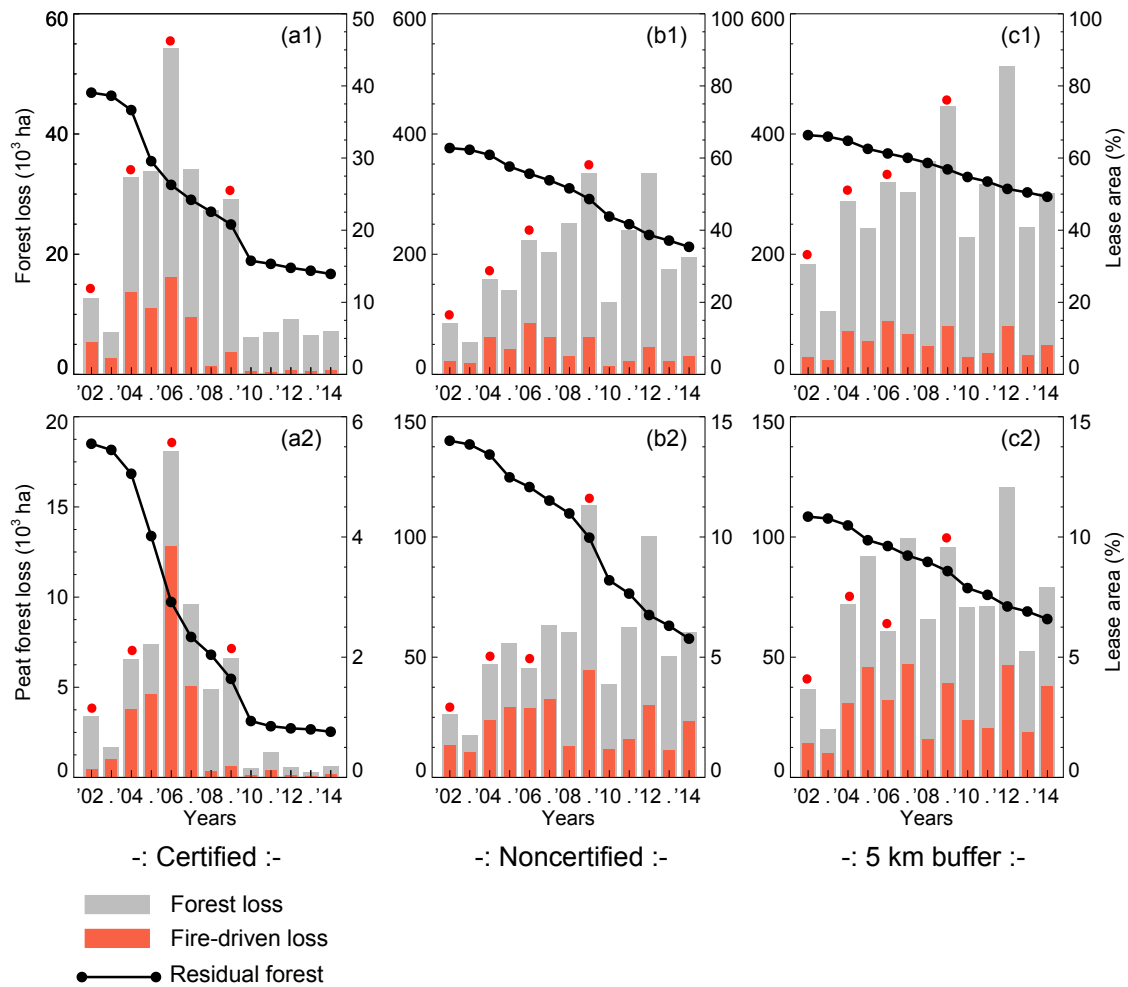 60 (a1) 50 600 (b1) 100 600 (c1) 100
40 80 80
40 400 400
30 60 60
20 40 40
20 200 200
10 20 20
0 0 0 0 0 0
Forest loss (10³ ha)
Lease area (%)
’02 . ’04 . ’06 . ’08 . ’10 . ’12 . ’14
’02 . ’04 . ’06 . ’08 . ’10 . ’12 . ’14
’02 . ’04 . ’06 . ’08 . ’10 . ’12 . ’14
20 (a2) 6 150 (b2) 15 150 (c2) 15
15 4 100 10 100 10
10 2 50 5 50 5
5
0 0 0 0 0 0
Peat forest loss (10³ ha)
Lease area (%)
’02 . ’04 . ’06 . ’08 . ’10 . ’12 . ’14
’02 . ’04 . ’06 . ’08 . ’10 . ’12 . ’14
’02 . ’04 . ’06 . ’08 . ’10 . ’12 . ’14
Years Years Years
-: Certified :- -: Noncertified :- -: 5 km buffer :-
Forest loss
Fire-driven loss
Residual forest